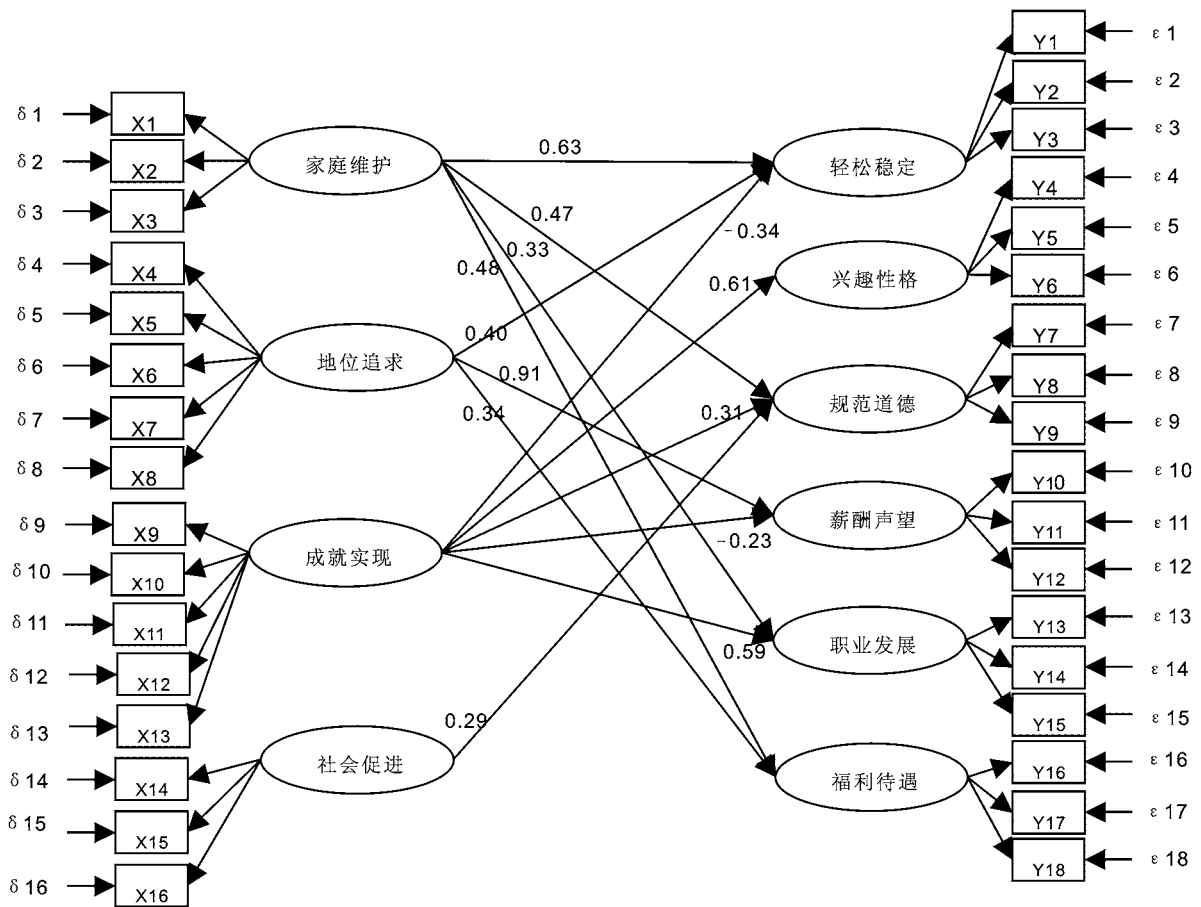 δ1
X1
δ2
X2
δ3
X3
δ4
X4
δ5
X5
δ6
X6
δ7
X7
δ8
X8
δ9
X9
δ10
X10
δ11
X11
δ12
X12
δ13
X13
δ14
X14
δ15
X15
δ16
X16
家庭维护
地位追求
成就实现
社会促进
0.63
0.47
0.33
-0.34
0.48
0.61
0.40
0.91
0.34
0.31
-0.23
0.59
0.29
轻松稳定
兴趣性格
规范道德
薪酬声望
职业发展
福利待遇
Y1
ε1
Y2
ε2
Y3
ε3
Y4
ε4
Y5
ε5
Y6
ε6
Y7
ε7
Y8
ε8
Y9
ε9
Y10
ε10
Y11
ε11
Y12
ε12
Y13
ε13
Y14
ε14
Y15
ε15
Y16
ε16
Y17
ε17
Y18
ε18